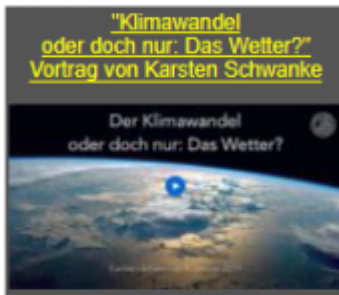 "Klimawandel
oder doch nur: Das Wetter?"
Vortrag von Karsten Schwanke
Der Klimawandel
oder doch nur: Das Wetter?